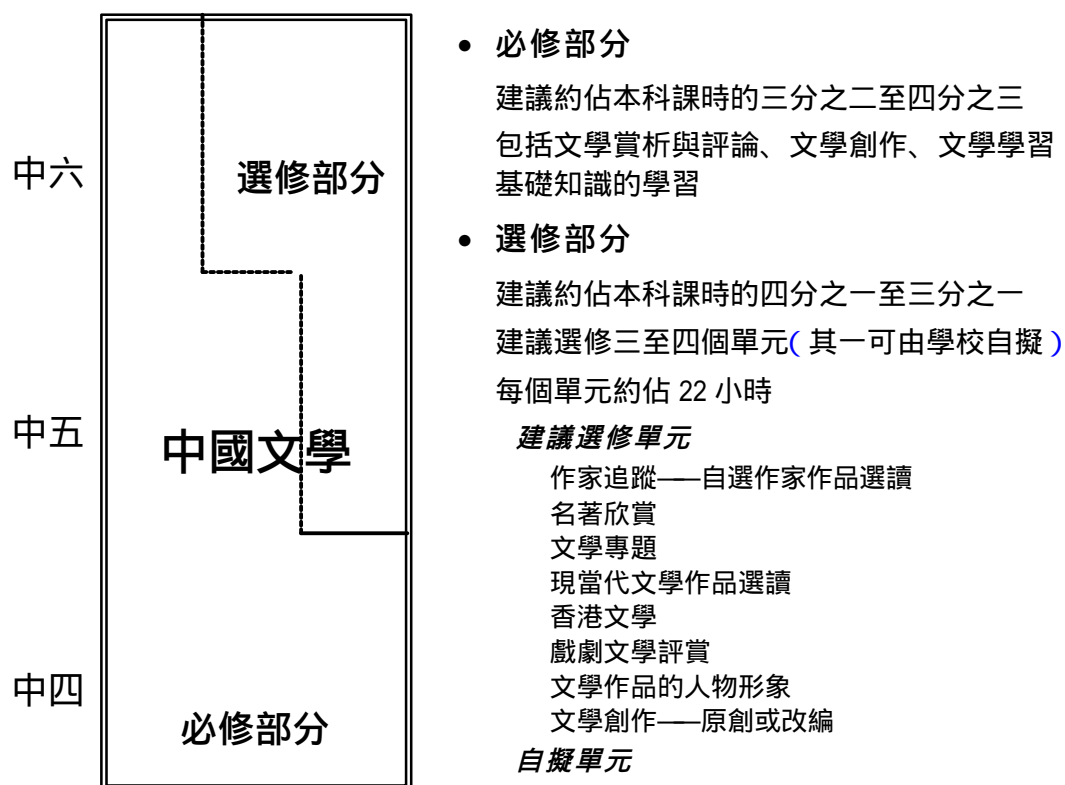 中六
選修部分
中五
中國文學
中四
必修部分
• 必修部分
建議約佔本科課時的三分之二至四分之三
包括文學賞析與評論、文學創作、文學學習
基礎知識的學習
• 選修部分
建議約佔本科課時的四分之一至三分之一
建議選修三至四個單元(其一可由學校自擬)
每個單元約佔 22 小時
建議選修單元
作家追蹤——自選作家作品選讀
名著欣賞
文學專題
現當代文學作品選讀
香港文學
戲劇文學評賞
文學作品的人物形象
文學創作——原創或改編
自擬單元